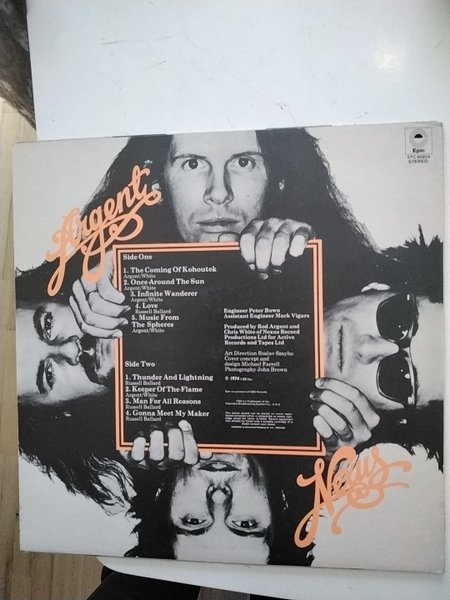 Argent
Epic
STEREO
Side One
1. The Coming Of Kohoutek
Argent/White
2. Once Around The Sun
Argent/White
3. Infinite Wanderer
Argent/White
4. Love
Russell Ballard
5. Music From
The Spheres
Argent/White
Side Two
1. Thunder And Lightning
Russell Ballard
2. Keeper Of The Flame
Argent/White
3. Man For All Reasons
Russell Ballard
4. Gonna Meet My Maker
Russell Ballard
Engineer Peter Bown
Assistant Engineer Mark Vigars
Produced by Rod Argent and
Chris White of Nexus Record
Productions Ltd for Active
Records and Tapes Ltd
Art Direction Roslav Szaybo
Cover concept and
design Michael Farrell
Photography John Brown
℗ 1974
Nexus